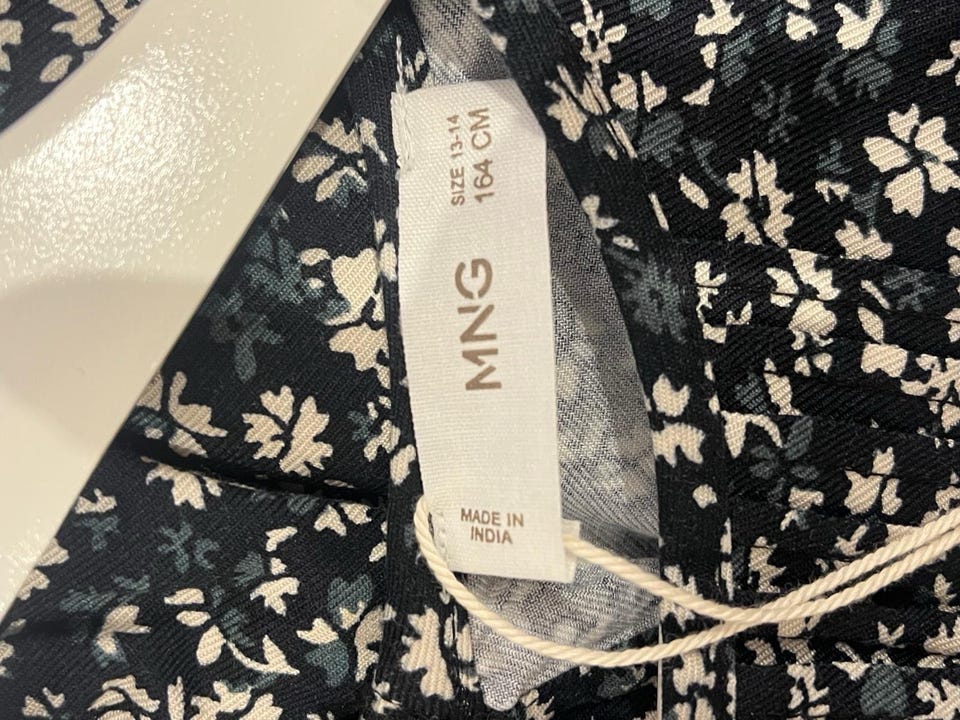 SIZE 13-14
164 CM
MNG
MADE IN
INDIA